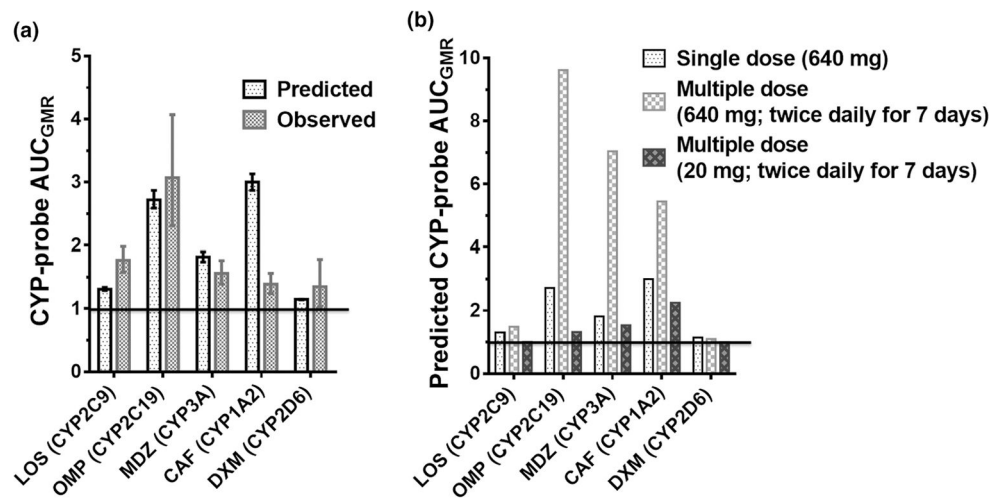 (a)
CYP-probe AUCGMR
5
4
3
2
1
0
Predicted
Observed
LOS (CYP2C9)
OMP (CYP2C19)
MDZ (CYP3A)
CAF (CYP1A2)
DXM (CYP2D6)
(b)
Predicted CYP-probe AUCGMR
10
8
6
4
2
0
Single dose (640 mg)
Multiple dose
(640 mg; twice daily for 7 days)
Multiple dose
(20 mg; twice daily for 7 days)
LOS (CYP2C9)
OMP (CYP2C19)
MDZ (CYP3A)
CAF (CYP1A2)
DXM (CYP2D6)